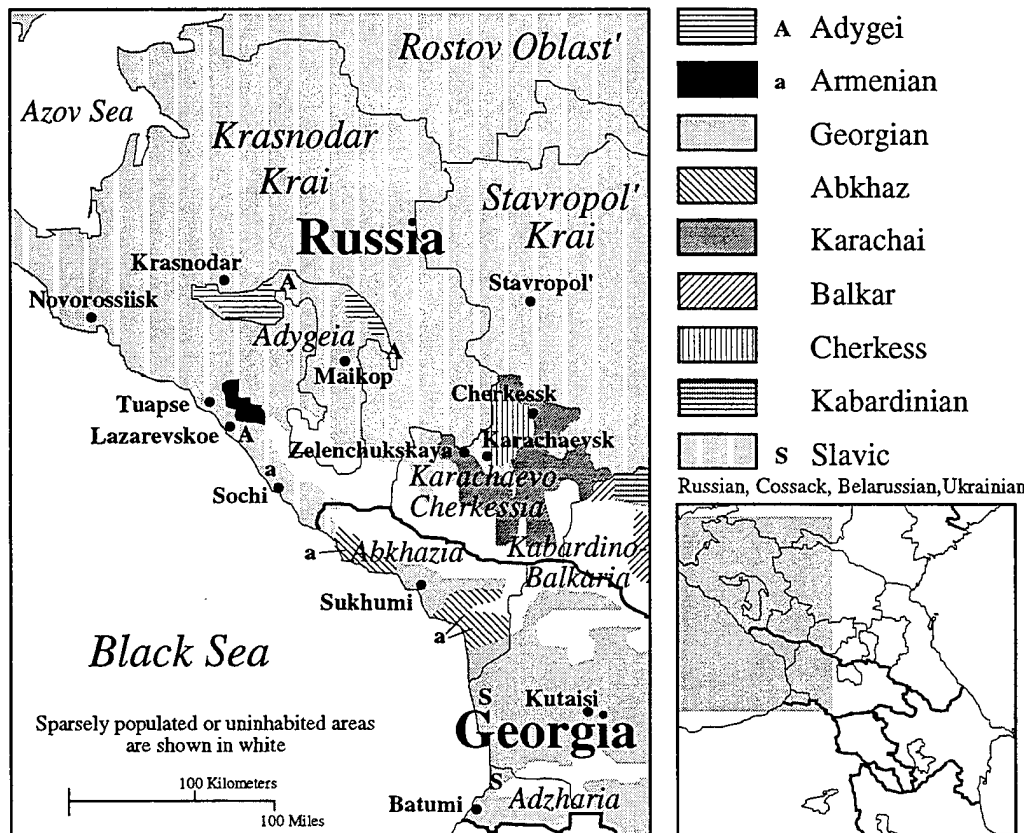 Rostov Oblast'
Azov Sea
Krasnodar
Krai
Stavropol'
Krai
Russia
Krasnodar
Stavropol'
Novorossiisk
A
Adygeia
A
Maikop
Tuapse
Lazarevskoe
A
Cherkessk
Zelenchukskaya
Karachaevsk
Karachaevo
Cherkessia
a
Sochi
a
Abkhazia
Kabardino-
Balkaria
Sukhumi
a
Black Sea
S
Kutaisi
Georgia
Sparsely populated or uninhabited areas
are shown in white
S
Batumi
Adzharia
100 Kilometers
100 Miles
A Adygei
a Armenian
Georgian
Abkhaz
Karachai
Balkar
Cherkess
Kabardinian
S Slavic
Russian, Cossack, Belarussian,Ukrainian